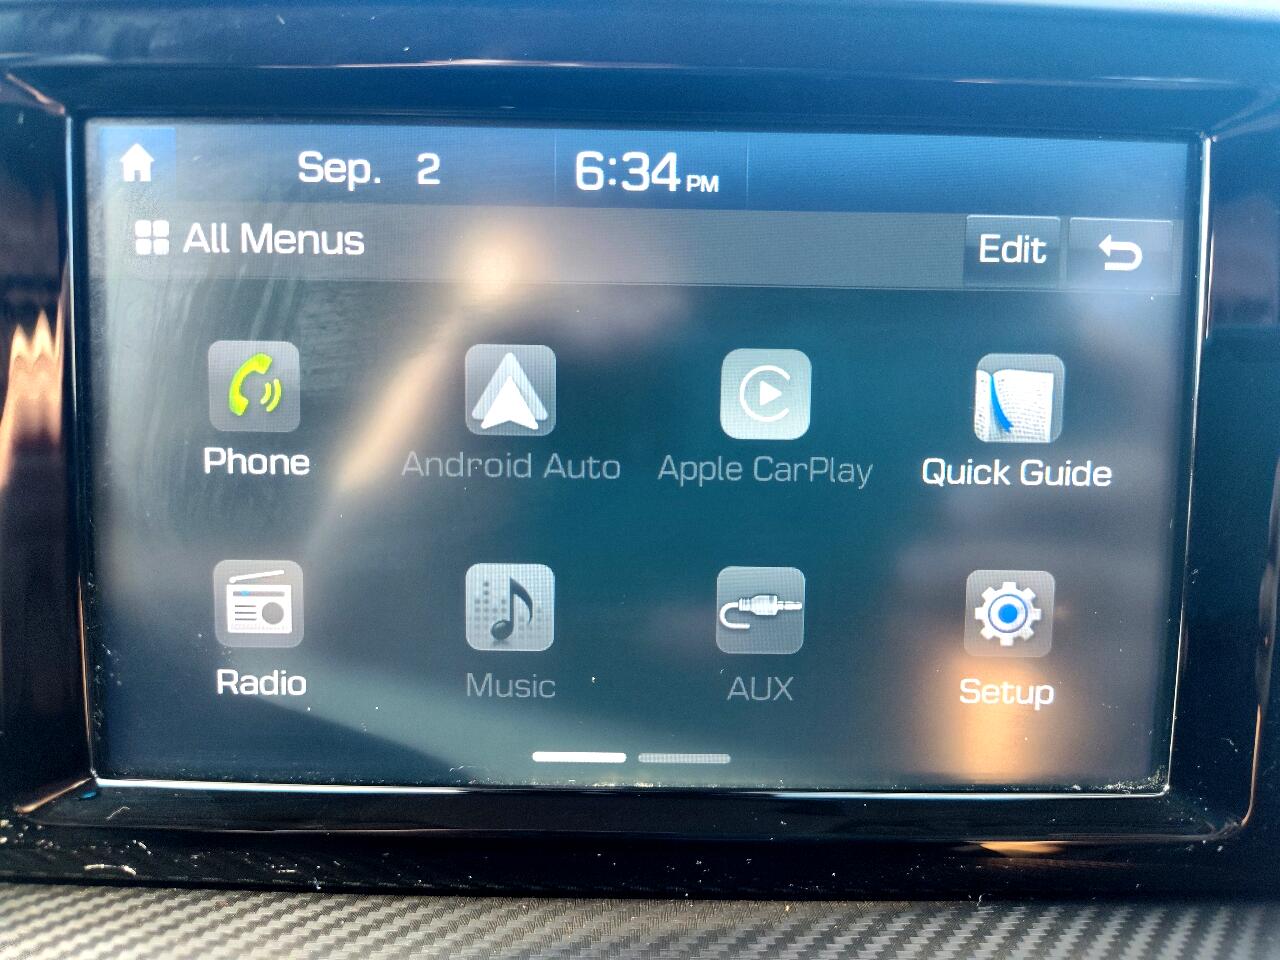 Sep. 2 6:34 PM
All Menus Edit
Phone Android Auto Apple CarPlay Quick Guide
Radio Music AUX Setup